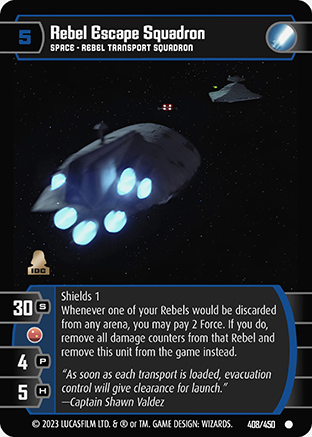 5 Rebel Escape Squadron
SPACE - REBEL TRANSPORT SQUADRON
IDC
30 S
4 P
5 H
Shields 1
Whenever one of your Rebels would be discarded
from any arena, you may pay 2 Force. If you do,
remove all damage counters from that Rebel and
remove this unit from the game instead.
“As soon as each transport is loaded, evacuation
control will give clearance for launch.”
—Captain Shawn Valdez
© 2023 LUCASFILM LTD. & ® OR TM. GAME DESIGN: WIZARDS. 408/450